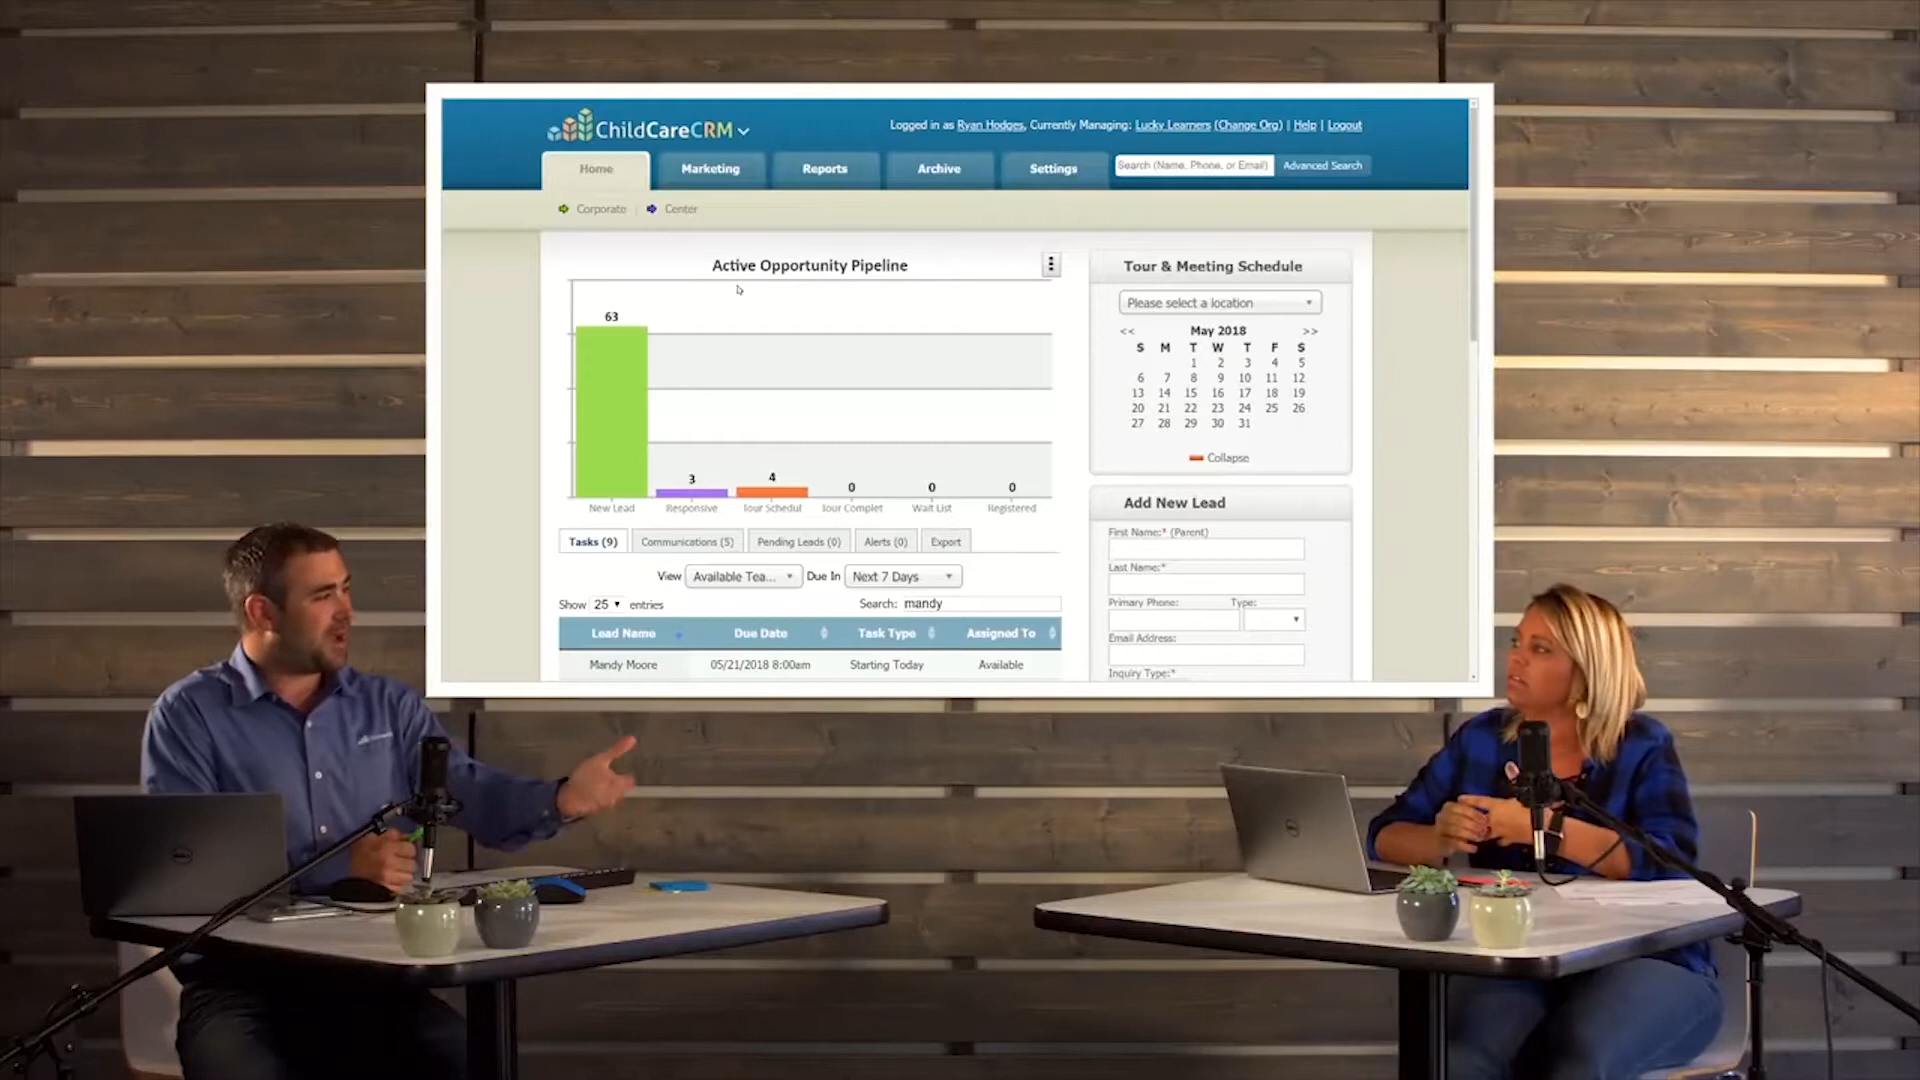 ChildCareCRM
Logged in as Ryan Hodges, Currently Managing: Lucky Learners (Change Org) | Help | Logout
Home Marketing Reports Archive Settings Search (Name, Phone, or Email) Advanced Search
Corporate | Center
Active Opportunity Pipeline
63
3
4
0
0
0
New Lead Responsive Tour Schedul Tour Complet Wait List Registered
Tasks (9) Communications (5) Pending Leads (0) Alerts (0) Export
View Available Tea... Due In Next 7 Days
Show 25 entries Search: mandy
Lead Name Due Date Task Type Assigned To
Mandy Moore 05/21/2018 8:00am Starting Today Available
Tour & Meeting Schedule
Please select a location
<< May 2018 >>
S M T W T F S
1 2 3 4 5
6 7 8 9 10 11 12
13 14 15 16 17 18 19
20 21 22 23 24 25 26
27 28 29 30 31
Collapse
Add New Lead
First Name:* (Parent)
Last Name:*
Primary Phone: Type:
Email Address:
Inquiry Type:*